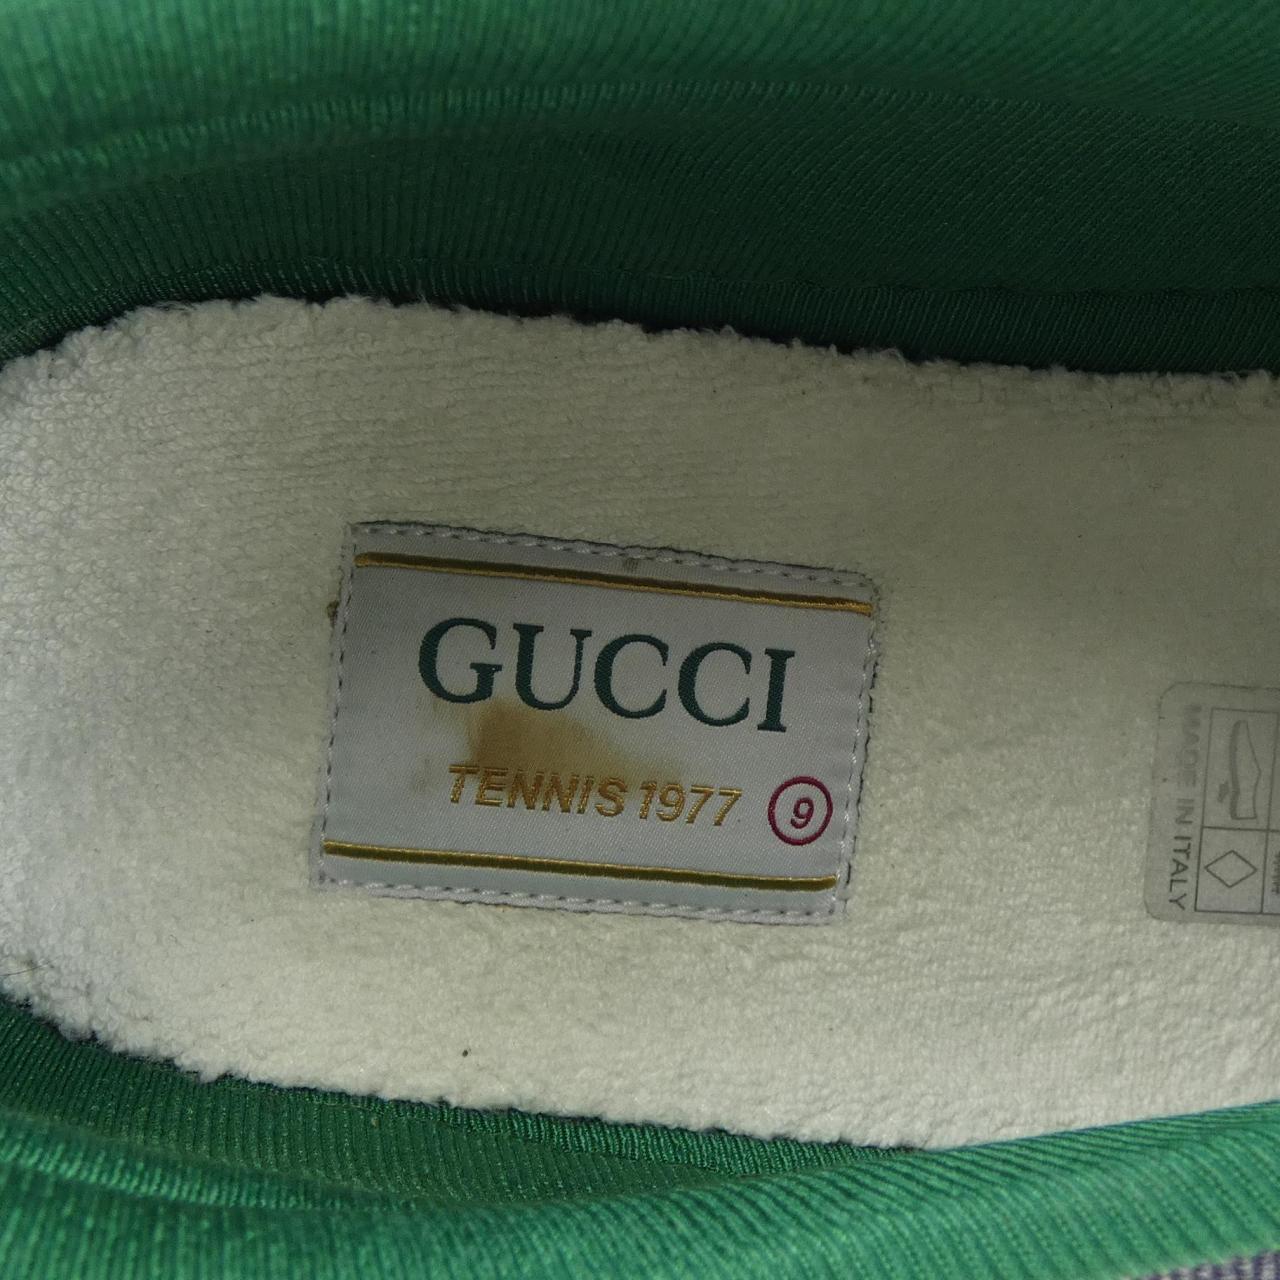 GUCCI
TENNIS 1977 9
MADE IN ITALY